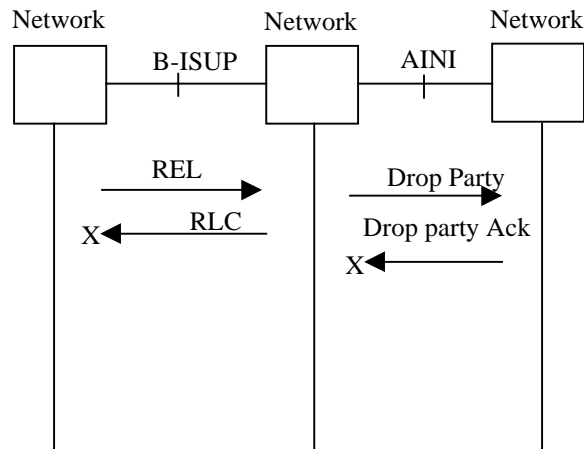 Network
Network
Network
B-ISUP
AINI
REL
Drop Party
X
RLC
Drop party Ack
X